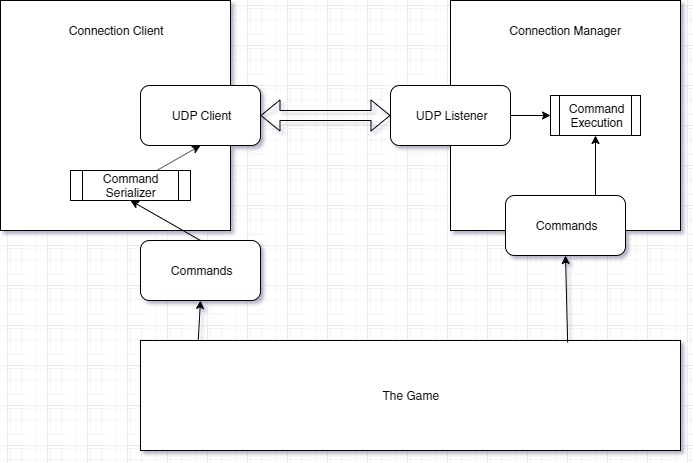 Connection Client
Connection Manager
UDP Client
UDP Listener
Command
Execution
Command
Serializer
Commands
Commands
The Game